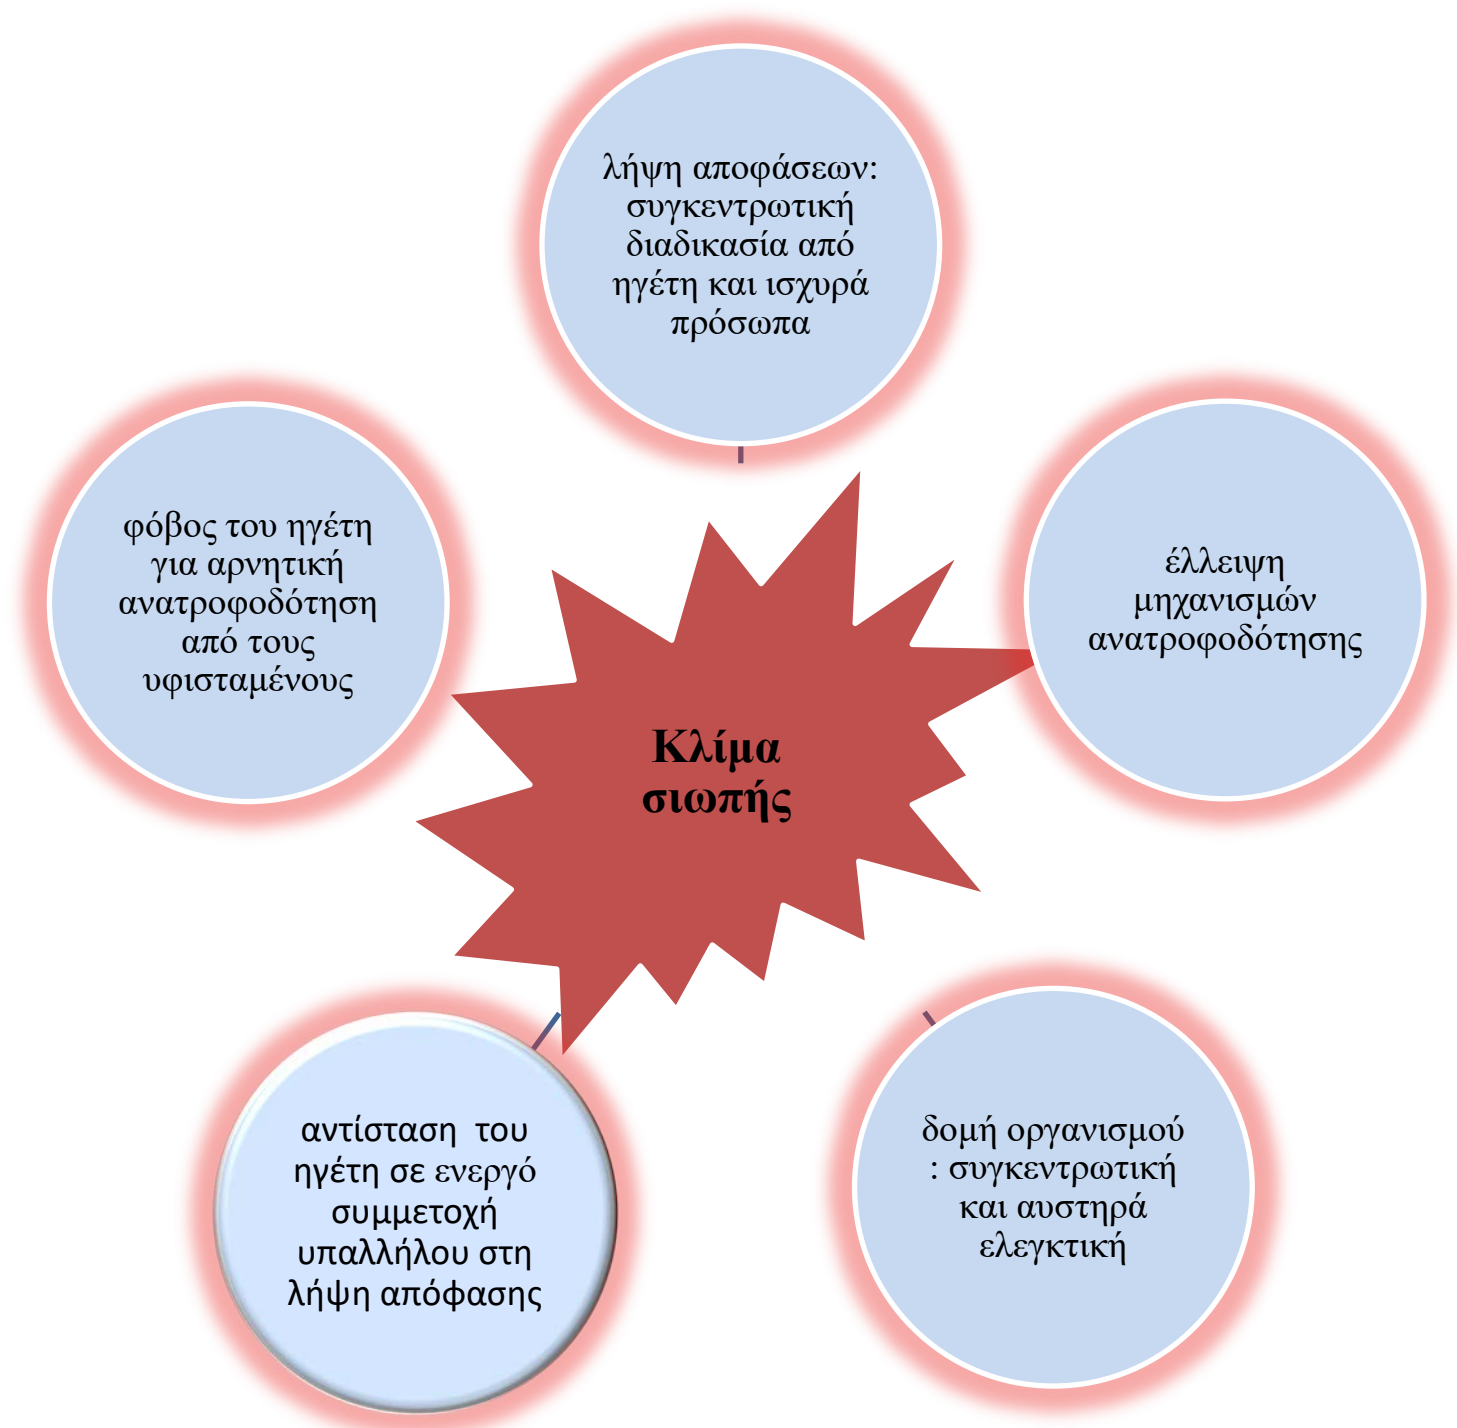 λήψη αποφάσεων:
συγκεντρωτική
διαδικασία από
ηγέτη και ισχυρά
πρόσωπα
φόβος του ηγέτη
για αρνητική
ανατροφοδότηση
από τους
υφισταμένους
έλλειψη
μηχανισμών
ανατροφοδότησης
Κλίμα
σιωπής
αντίσταση του
ηγέτη σε ενεργό
συμμετοχή
υπαλλήλου στη
λήψη απόφασης
δομή οργανισμού
: συγκεντρωτική
και αυστηρά
ελεγκτική